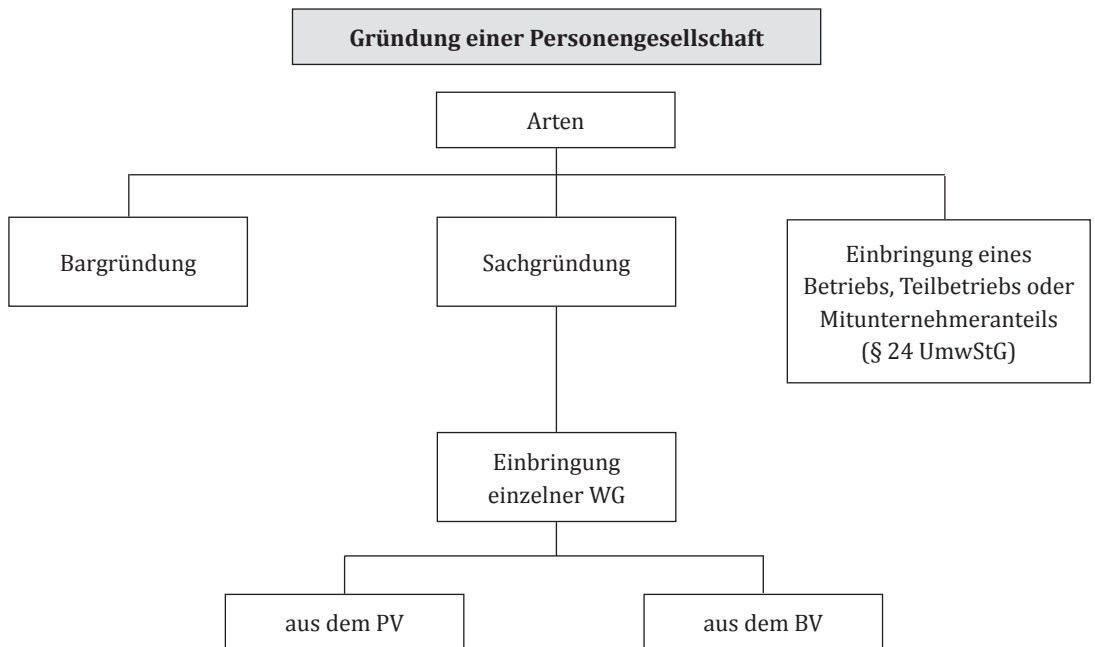 Gründung einer Personengesellschaft
Arten
Bargründung
Sachgründung
Einbringung eines
Betriebs, Teilbetriebs oder
Mitunternehmeranteils
(§ 24 UmwStG)
Einbringung
einzelner WG
aus dem PV
aus dem BV